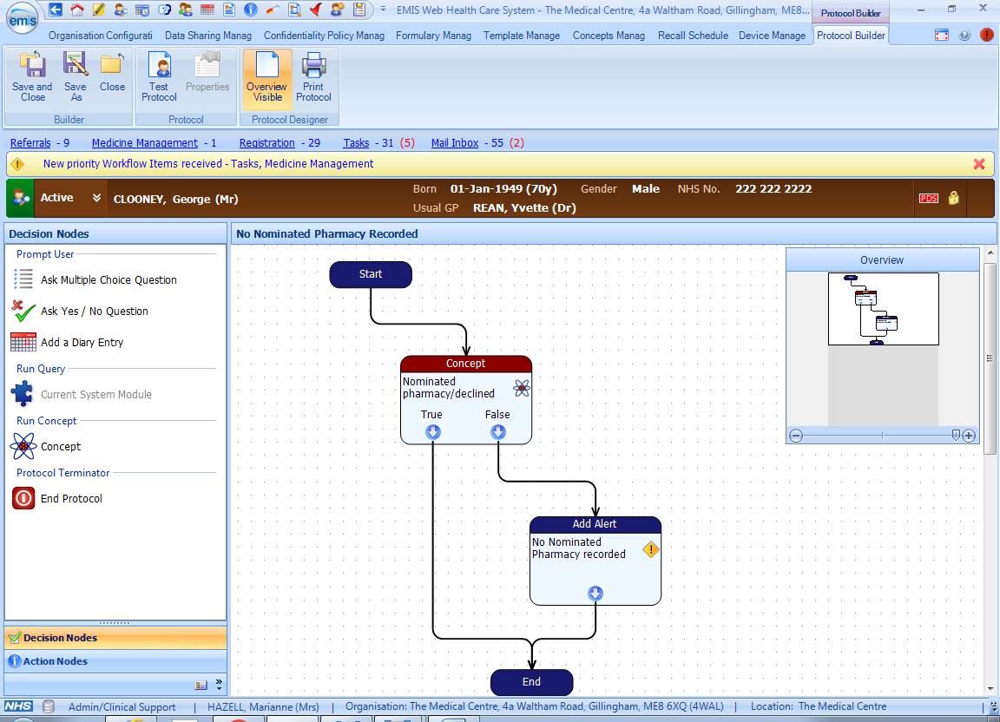 emis
EMIS Web Health Care System - The Medical Centre, 4a Waltham Road, Gillingham, ME8...
Protocol Builder
Organisation Configurati
Data Sharing Manag
Confidentiality Policy Manag
Formulary Manag
Template Manage
Concepts Manag
Recall Schedule
Device Manage
Protocol Builder
Save and Close
Save As
Close
Test Protocol
Properties
Overview Visible
Print Protocol
Builder
Protocol
Protocol Designer
Referrals - 9
Medicine Management - 1
Registration - 29
Tasks - 31 (5)
Mail Inbox - 55 (2)
New priority Workflow Items received - Tasks, Medicine Management
Active
CLOONEY, George (Mr)
Born 01-Jan-1949 (70y)
Gender Male
NHS No. 222 222 2222
Usual GP REAN, Yvette (Dr)
PDS
Decision Nodes
Prompt User
Ask Multiple Choice Question
Ask Yes / No Question
Add a Diary Entry
Run Query
Current System Module
Run Concept
Concept
Protocol Terminator
End Protocol
Decision Nodes
Action Nodes
No Nominated Pharmacy Recorded
Start
Concept
Nominated
pharmacy/declined
True
False
Add Alert
No Nominated
Pharmacy recorded
End
Overview
NHS
Admin/Clinical Support | HAZELL, Marianne (Mrs) | Organisation: The Medical Centre, 4a Waltham Road, Gillingham, ME8 6XQ (4WAL) | Location: The Medical Centre